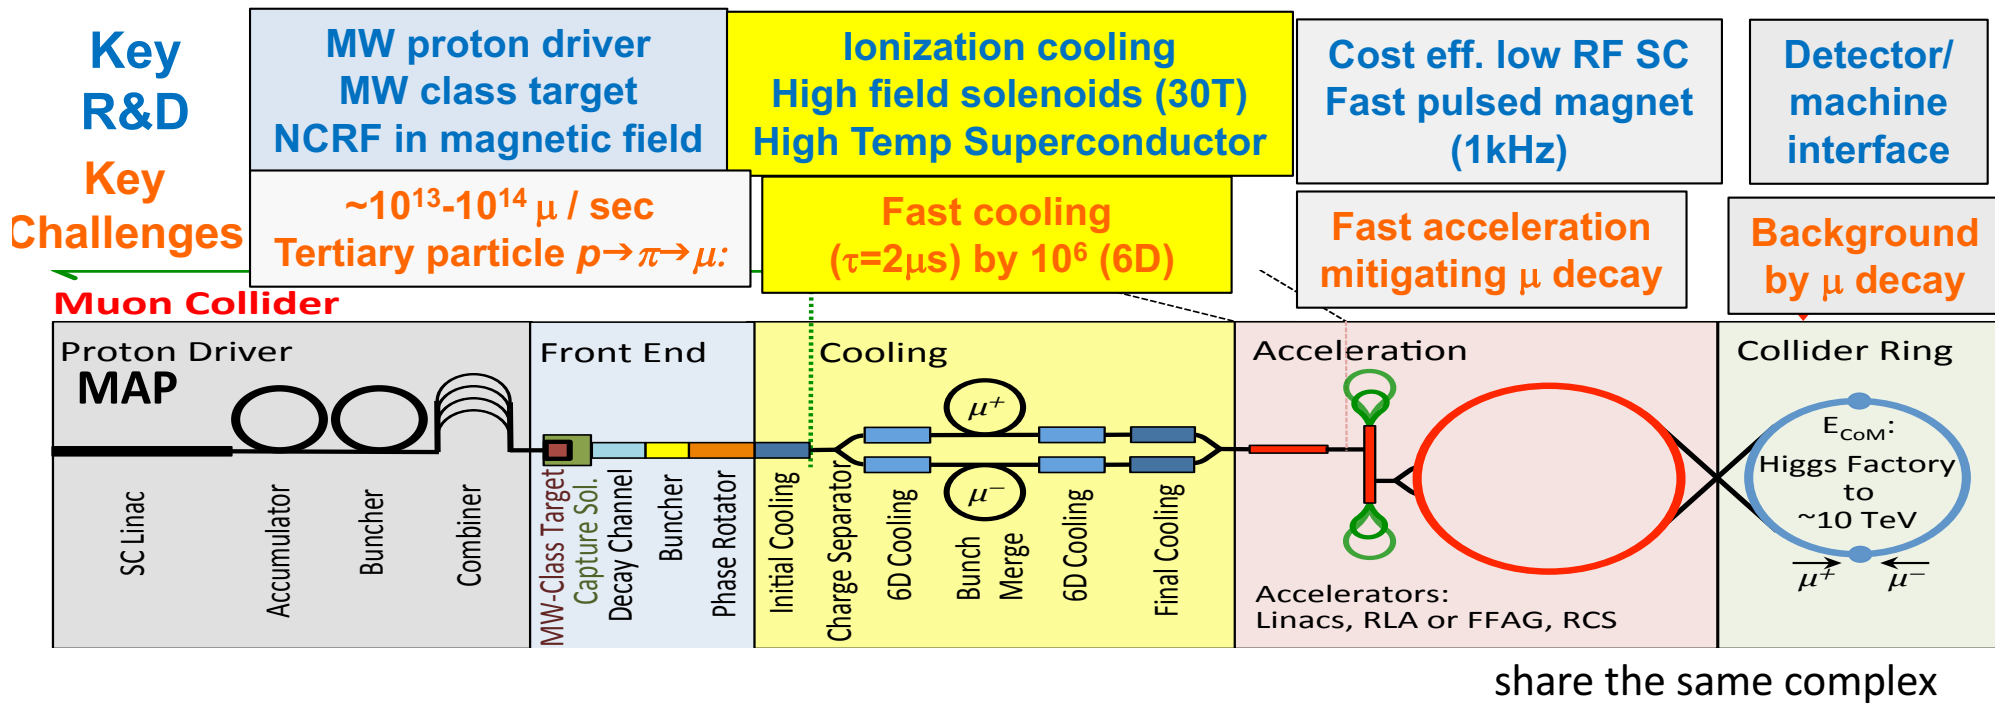 Key
R&D
MW proton driver
MW class target
NCRF in magnetic field
Ionization cooling
High field solenoids (30T)
High Temp Superconductor
Cost eff. low RF SC
Fast pulsed magnet
(1kHz)
Detector/
machine
interface
Key
Challenges
~10¹³-10¹⁴ μ / sec
Tertiary particle p→π→μ:
Fast cooling
(τ=2μs) by 10⁶ (6D)
Fast acceleration
mitigating μ decay
Background
by μ decay
Muon Collider
Proton Driver
MAP
SC Linac
Accumulator
Buncher
Combiner
Front End
MW-Class Target
Capture Sol.
Decay Channel
Buncher
Phase Rotator
Cooling
μ⁺
μ⁻
Initial Cooling
Charge Separator
6D Cooling
Bunch
Merge
6D Cooling
Final Cooling
Acceleration
Accelerators:
Linacs, RLA or FFAG, RCS
Collider Ring
E_CoM:
Higgs Factory
to
~10 TeV
μ⁺ μ⁻
share the same complex